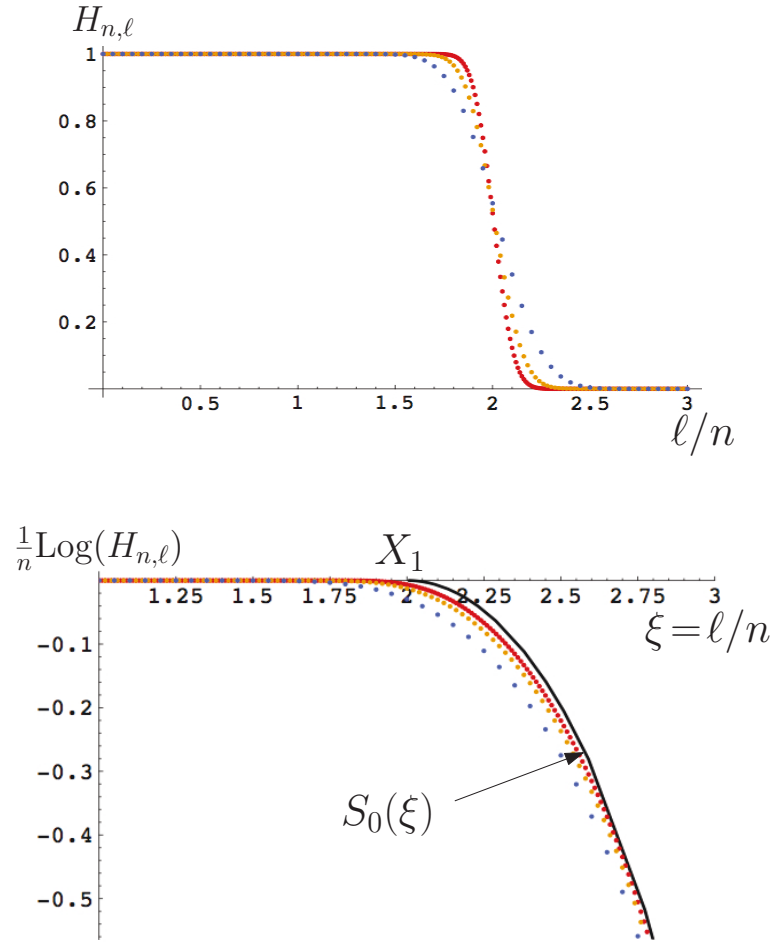 H_{n,ℓ}
1
0.8
0.6
0.4
0.2
0.5 1 1.5 2 2.5 3
ℓ/n
1/n Log(H_{n,ℓ})
X_1
1.25 1.5 1.75 2 2.25 2.5 2.75 3
ξ=ℓ/n
-0.1
-0.2
-0.3
S_0(ξ)
-0.4
-0.5